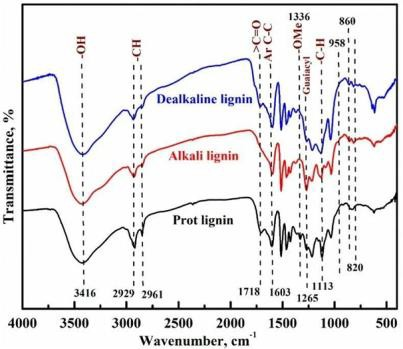 1336
860
958
-OH
-CH
>C=O
Ar C-C
-OMe
Guaiacyl
-C-H
Dealkaline lignin
Alkali lignin
Prot lignin
3416
2929
2961
1718
1603
1265
1113
820
Transmittance, %
4000 3500 3000 2500 2000 1500 1000 500
Wavenumber, cm-1